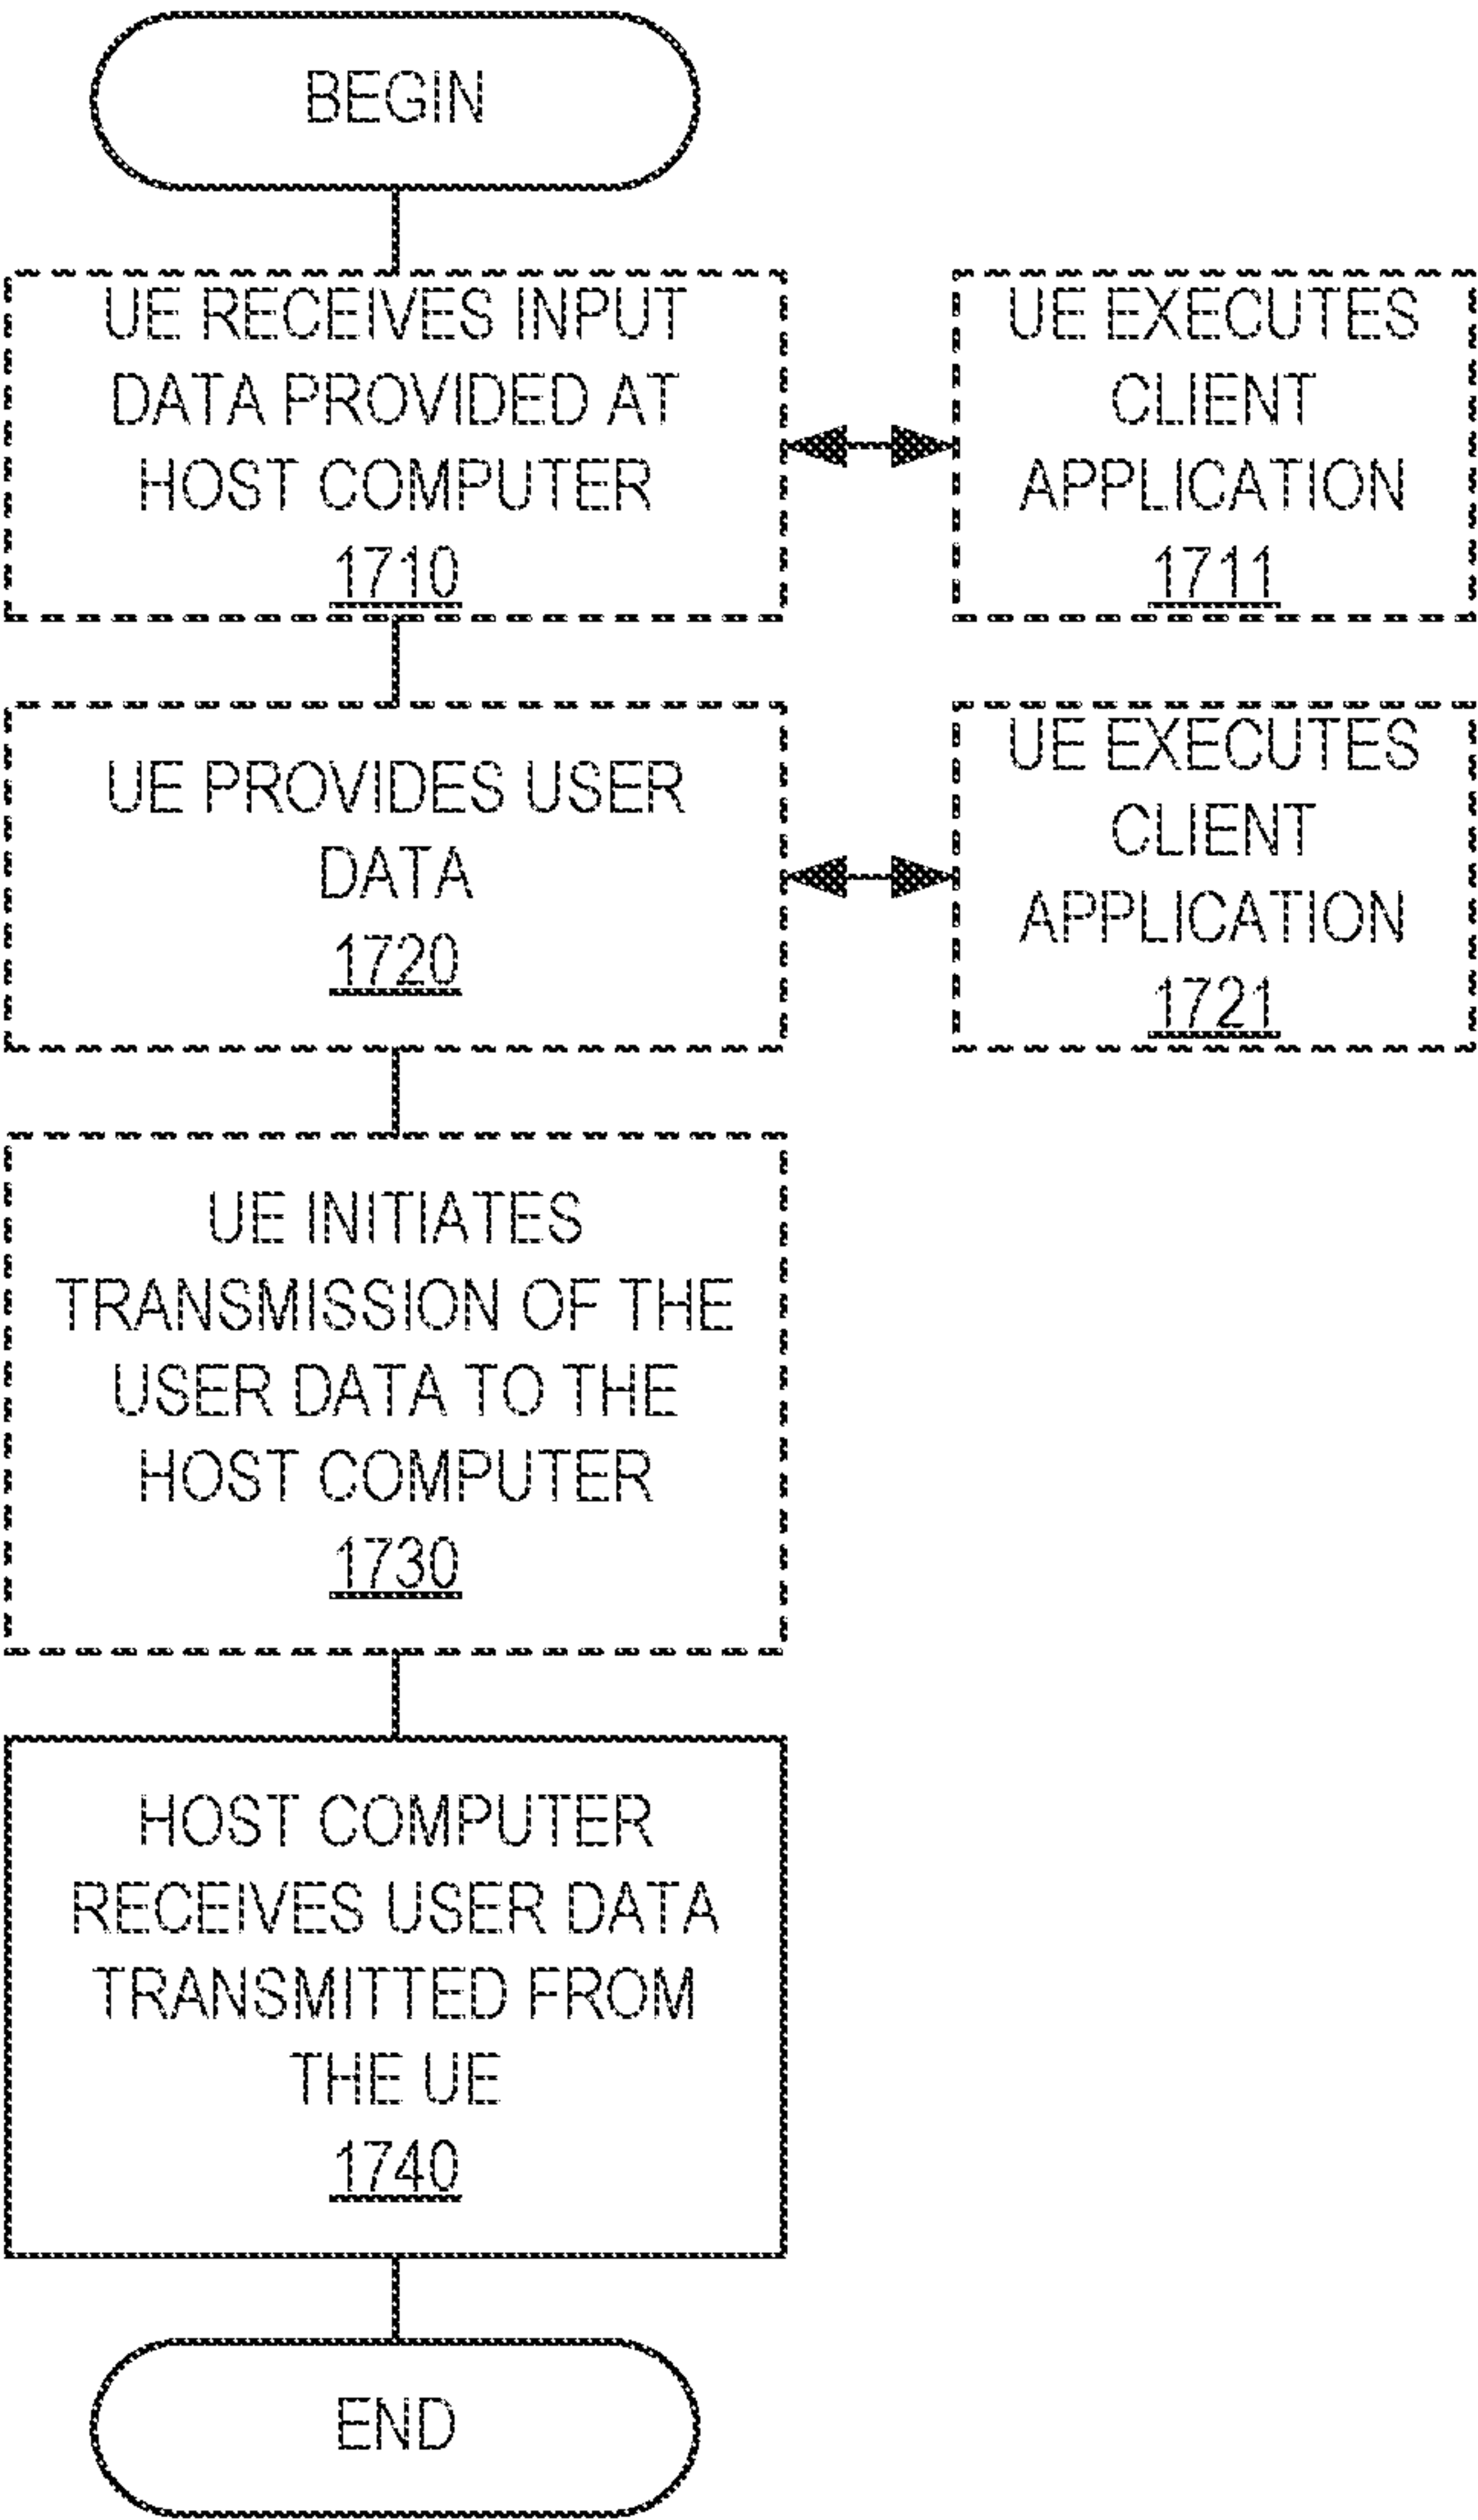 BEGIN
UE RECEIVES INPUT
DATA PROVIDED AT
HOST COMPUTER
1710
UE EXECUTES
CLIENT
APPLICATION
1711
UE PROVIDES USER
DATA
1720
UE EXECUTES
CLIENT
APPLICATION
1721
UE INITIATES
TRANSMISSION OF THE
USER DATA TO THE
HOST COMPUTER
1730
HOST COMPUTER
RECEIVES USER DATA
TRANSMITTED FROM
THE UE
1740
END